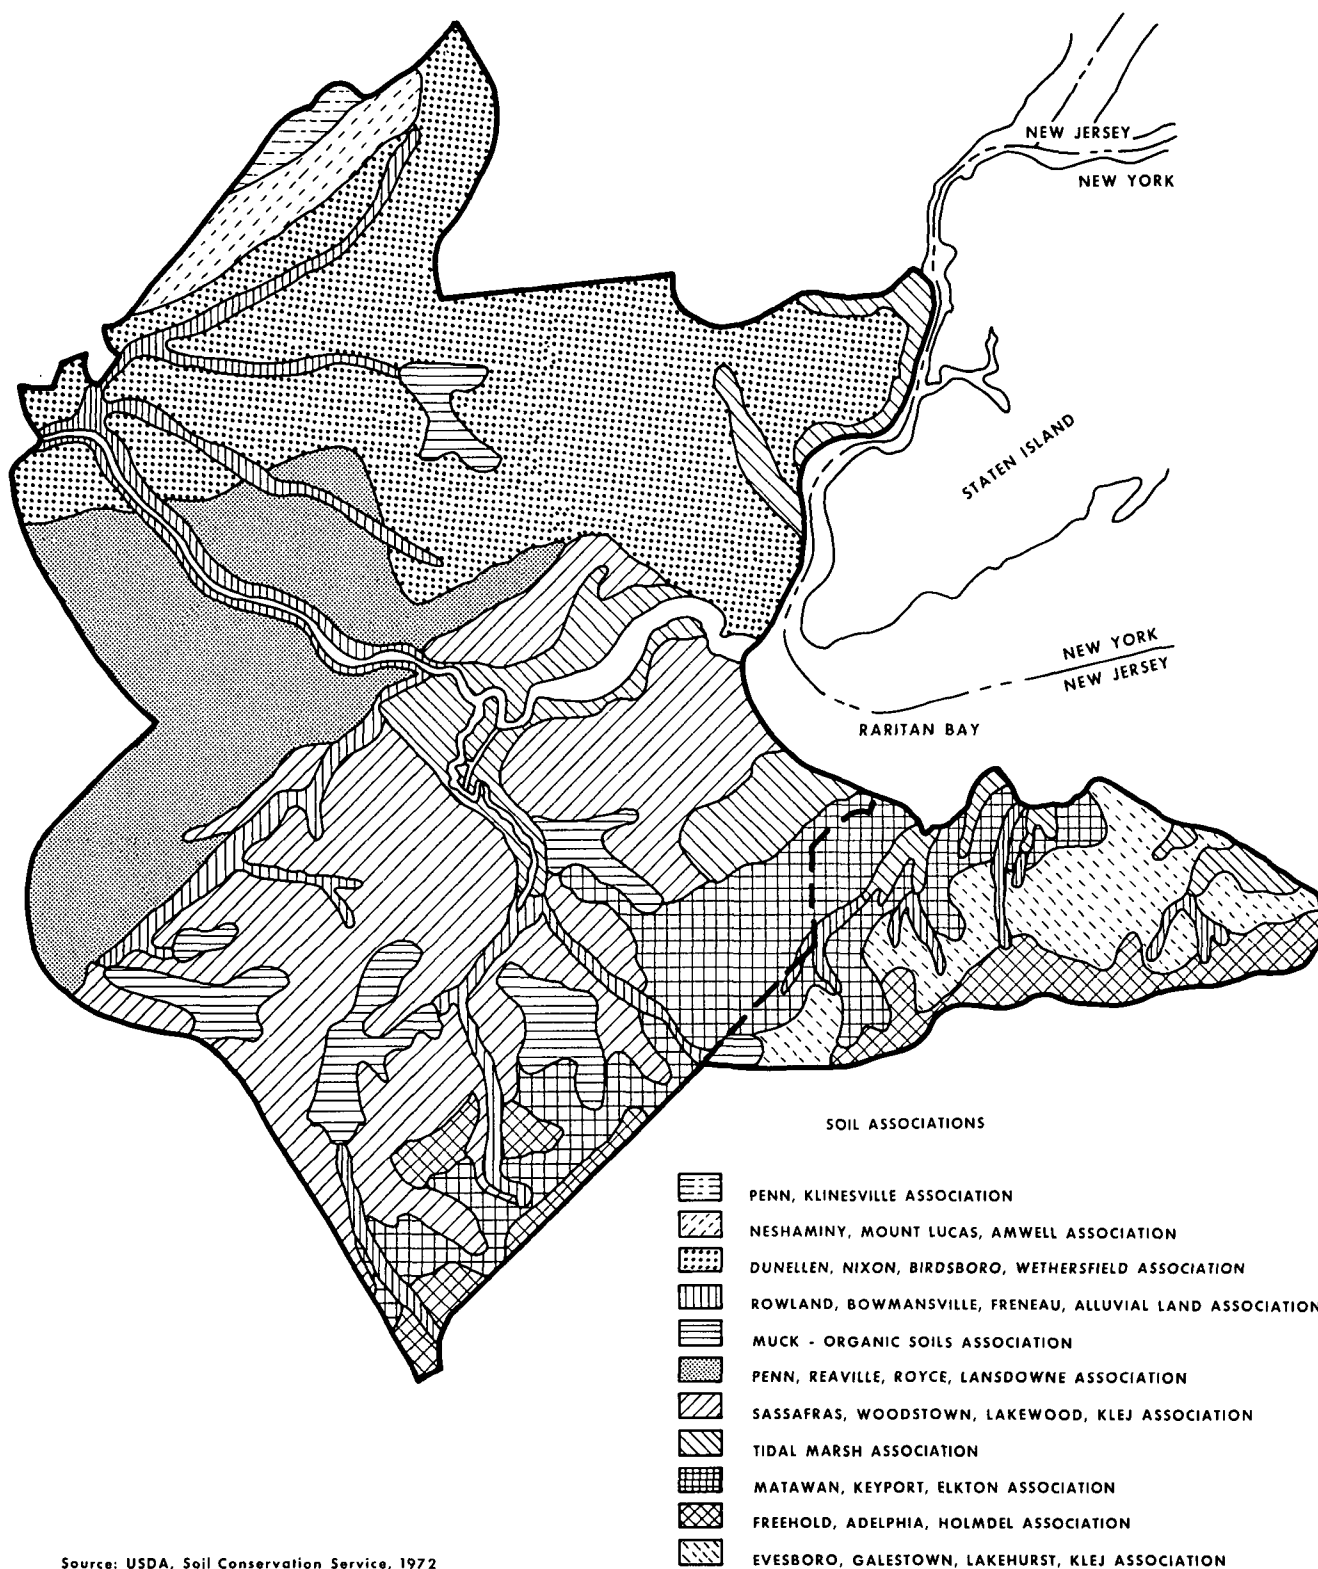 NEW JERSEY
NEW YORK
STATEN ISLAND
NEW YORK
NEW JERSEY
RARITAN BAY
SOIL ASSOCIATIONS
PENN, KLINESVILLE ASSOCIATION
NESHAMINY, MOUNT LUCAS, AMWELL ASSOCIATION
DUNELLEN, NIXON, BIRDSBORO, WETHERSFIELD ASSOCIATION
ROWLAND, BOWMANSVILLE, FRENEAU, ALLUVIAL LAND ASSOCIATION
MUCK - ORGANIC SOILS ASSOCIATION
PENN, REAVILLE, ROYCE, LANSDOWNE ASSOCIATION
SASSAFRAS, WOODSTOWN, LAKEWOOD, KLEJ ASSOCIATION
TIDAL MARSH ASSOCIATION
MATAWAN, KEYPORT, ELKTON ASSOCIATION
FREEHOLD, ADELPHIA, HOLMDEL ASSOCIATION
EVESBORO, GALESTOWN, LAKEHURST, KLEJ ASSOCIATION
Source: USDA, Soil Conservation Service, 1972